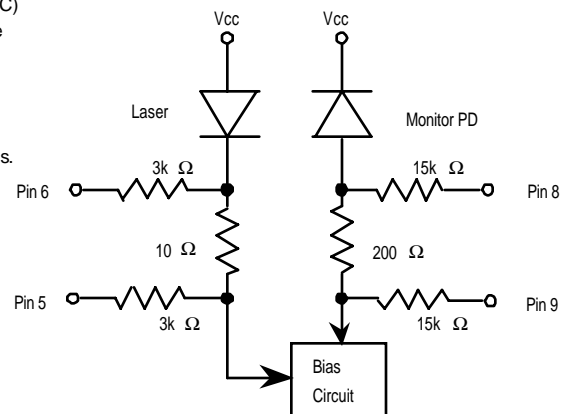 C)
e
s.
Vcc
Vcc
Laser
Monitor PD
3k Ω
15k Ω
Pin 6
Pin 8
10 Ω
200 Ω
Pin 5
Pin 9
3k Ω
15k Ω
Bias
Circuit